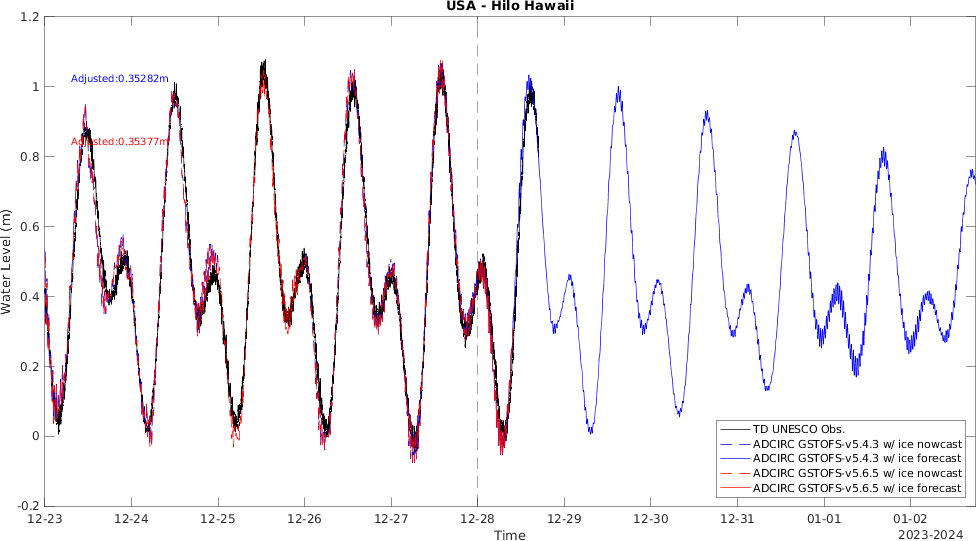 USA - Hilo Hawaii
1.2
1
0.8
0.6
0.4
0.2
0
-0.2
Water Level (m)
Adjusted:0.35282m
Adjusted:0.35377m
TD UNESCO Obs.
ADCIRC GSTOFS-v5.4.3 w/ ice nowcast
ADCIRC GSTOFS-v5.4.3 w/ ice forecast
ADCIRC GSTOFS-v5.6.5 w/ ice nowcast
ADCIRC GSTOFS-v5.6.5 w/ ice forecast
12-23 12-24 12-25 12-26 12-27 12-28 12-29 12-30 12-31 01-01 01-02
Time
2023-2024